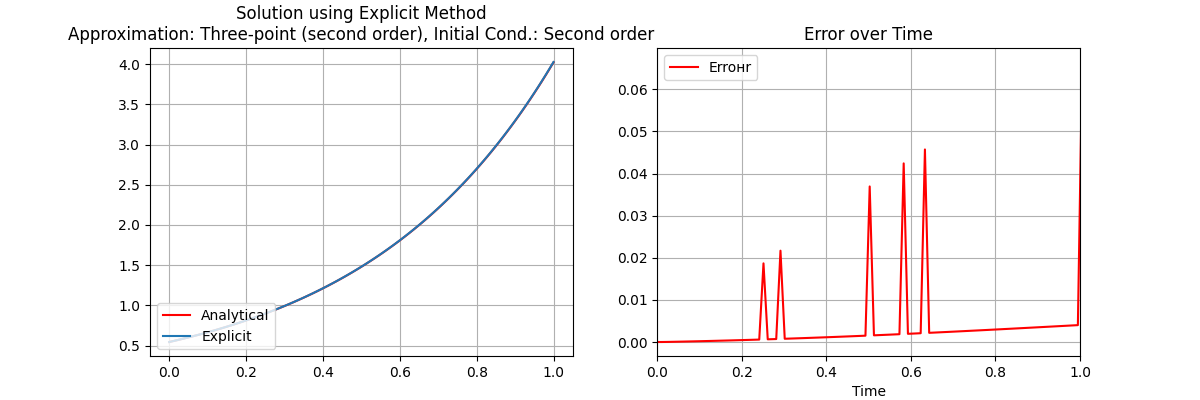 Solution using Explicit Method
Approximation: Three-point (second order), Initial Cond.: Second order
4.0
3.5
3.0
2.5
2.0
1.5
1.0
0.5
Analytical
Explicit
0.0 0.2 0.4 0.6 0.8 1.0
Error over Time
Erroнr
0.06
0.05
0.04
0.03
0.02
0.01
0.00
0.0 0.2 0.4 0.6 0.8 1.0
Time